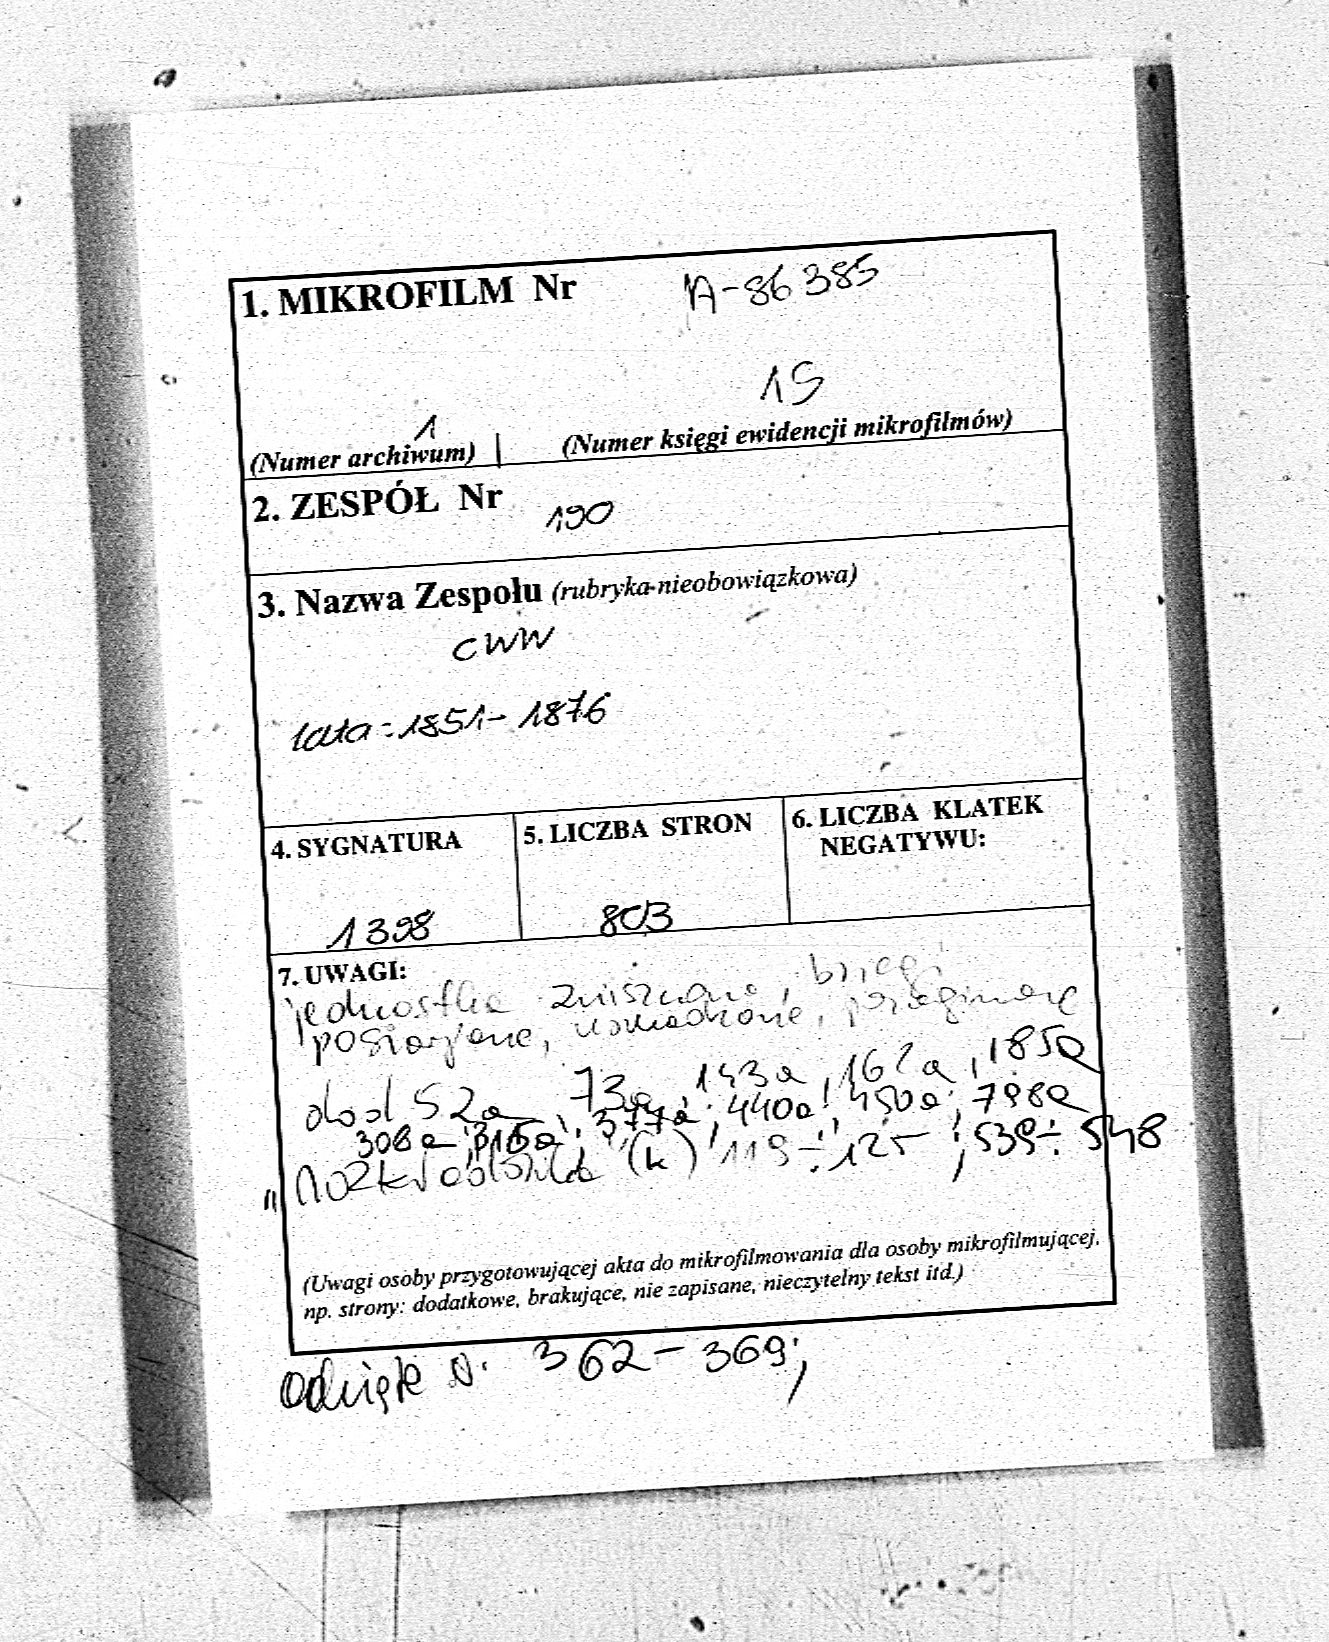 1. MIKROFILM Nr A-86385
15
1
(Numer archiwum) | (Numer księgi ewidencji mikrofilmów)
2. ZESPÓŁ Nr 190
3. Nazwa Zespołu (rubryka-nieobowiązkowa)
CWW
lata: 1851-1876
4. SYGNATURA
5. LICZBA STRON
6. LICZBA KLATEK
NEGATYWU:
1398
803
7. UWAGI:
jednostka zniszczona, brzegi
postrzępione,
dod 52a, 73a, 143a, 162a, 185a
308a, 315a, 377a, 440a, 450a, 798a
(k) 119÷125; 539÷548
(Uwagi osoby przygotowującej akta do mikrofilmowania dla osoby mikrofilmującej,
np. strony: dodatkowe, brakujące, nie zapisane, nieczytelny tekst itd.)
362-369;